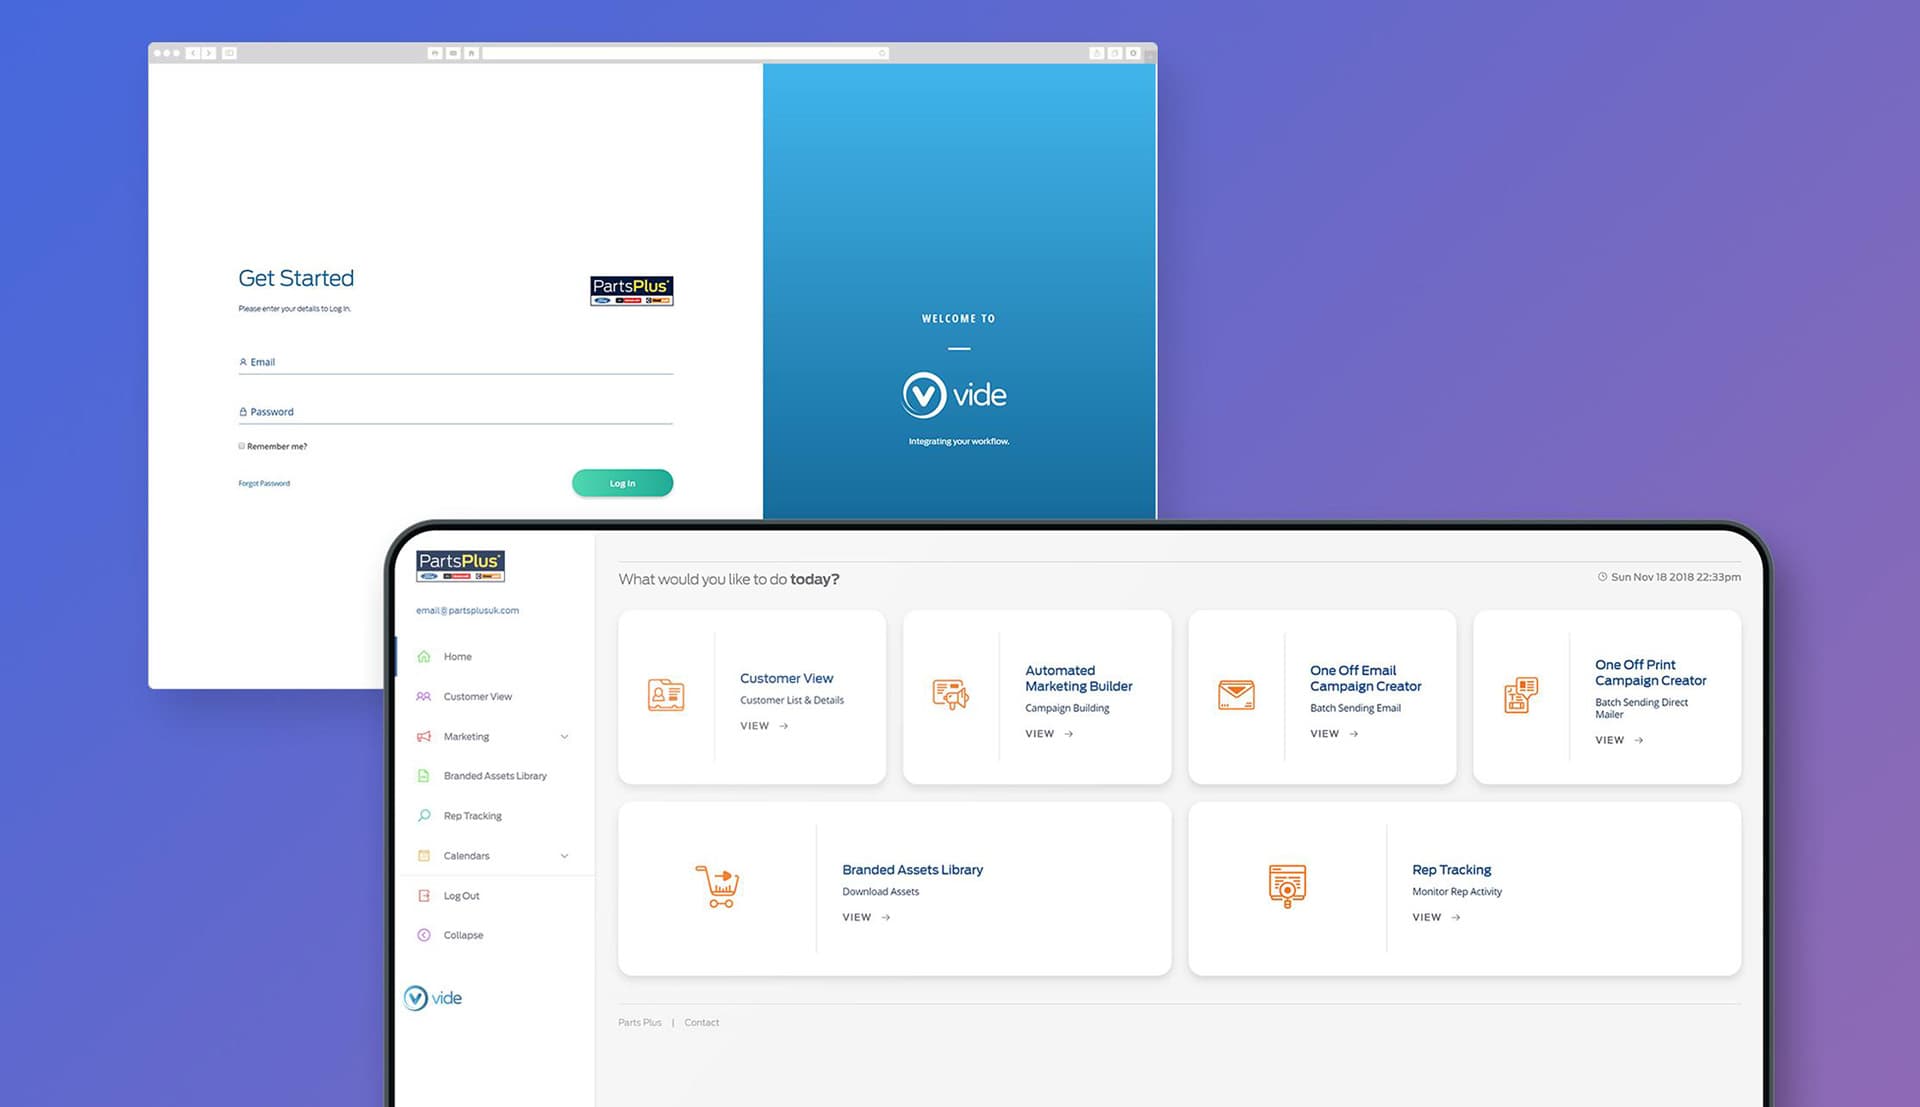 Get Started
PartsPlus
Please enter your details to Log In.
Email
Password
Remember me?
Forgot Password
Log In
WELCOME TO
vide
Integrating your workflow.
PartsPlus
email@partsplusuk.com
Home
Customer View
Marketing
Branded Assets Library
Rep Tracking
Calendars
Log Out
Collapse
vide
What would you like to do today?
Sun Nov 18 2018 22:33pm
Customer View
Customer List & Details
VIEW
Automated
Marketing Builder
Campaign Building
VIEW
One Off Email
Campaign Creator
Batch Sending Email
VIEW
One Off Print
Campaign Creator
Batch Sending Direct
Mailer
VIEW
Branded Assets Library
Download Assets
VIEW
Rep Tracking
Monitor Rep Activity
VIEW
Parts Plus | Contact